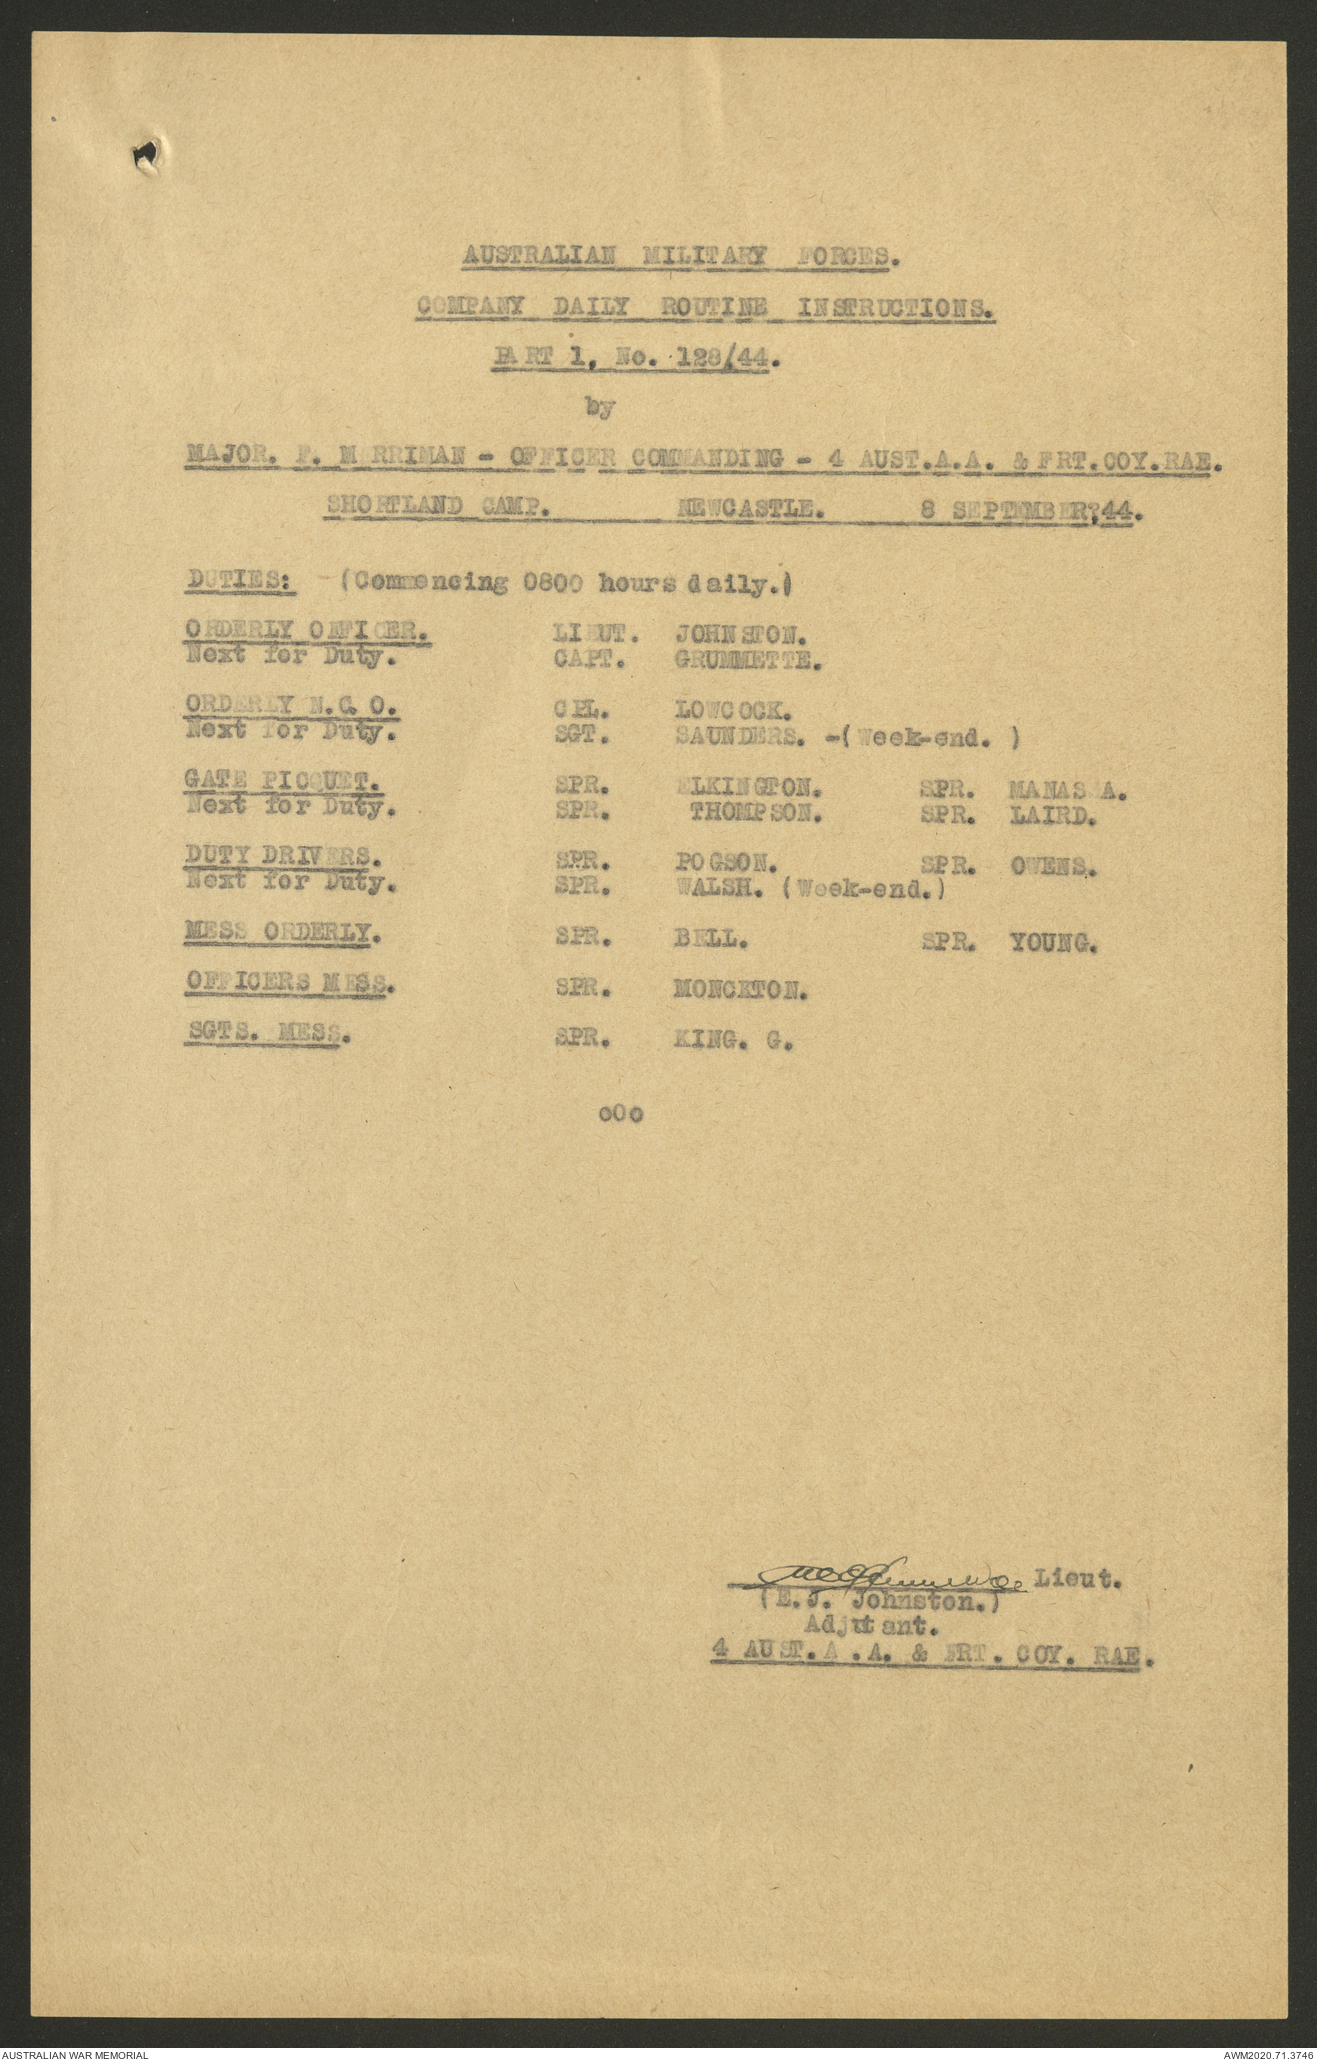 AUSTRALIAN MILITARY FORCES.
COMPANY DAILY ROUTINE INSTRUCTIONS.
PART 1, No. 128/44.
by
MAJOR. F. MERRIMAN - OFFICER COMMANDING - 4 AUST.A.A. & FRT.COY.RAE.
SHORTLAND CAMP. NEWCASTLE. 8 SEPTEMBER,44.
DUTIES: (Commencing 0800 hours daily.)
ORDERLY OFFICER. LIEUT. JOHNSTON.
Next for Duty. CAPT. GRUMMETTE.
ORDERLY N.C.O. CPL. LOWCOCK.
Next for Duty. SGT. SAUNDERS. -(Week-end. )
GATE PICQUET. SPR. ELKINGTON. SPR. MANASSA.
Next for Duty. SPR. THOMPSON. SPR. LAIRD.
DUTY DRIVERS. SPR. POGSON. SPR. OWENS.
Next for Duty. SPR. WALSH. (Week-end.)
MESS ORDERLY. SPR. BELL. SPR. YOUNG.
OFFICERS MESS. SPR. MONCKTON.
SGTS. MESS. SPR. KING. G.
oOo
Lieut.
(E.J. Johnston.)
Adjutant.
4 AUST.A.A. & FRT. COY. RAE.
AUSTRALIAN WAR MEMORIAL AWM2020.71.3746